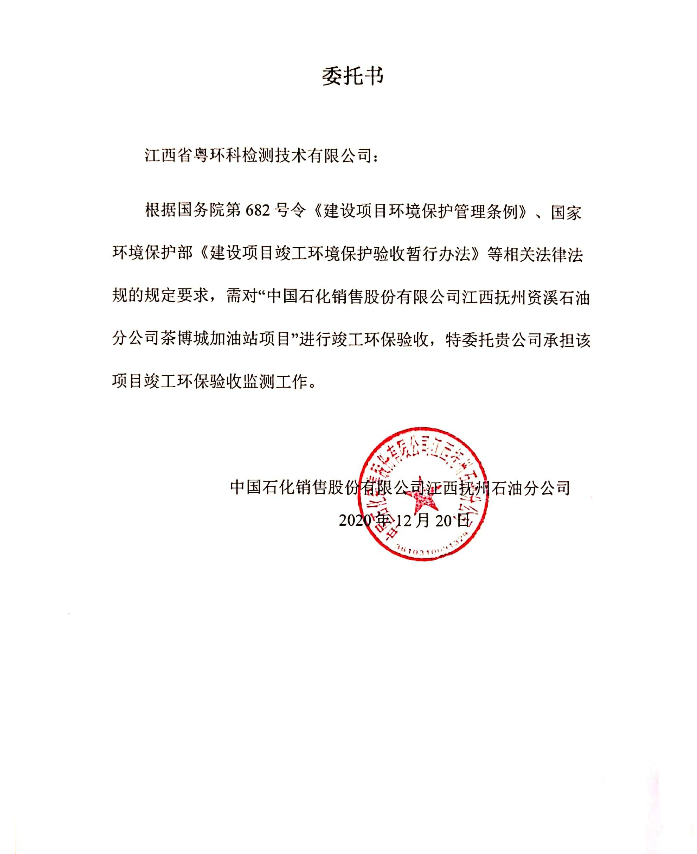 委托书
江西省粤环科检测技术有限公司：
根据国务院第 682 号令《建设项目环境保护管理条例》、国家
环境保护部《建设项目竣工环境保护验收暂行办法》等相关法律法
规的规定要求，需对“中国石化销售股份有限公司江西抚州资溪石油
分公司茶博城加油站项目”进行竣工环保验收，特委托贵公司承担该
项目竣工环保验收监测工作。
中国石化销售股份有限公司江西抚州石油分公司
2020 年 12 月 20 日